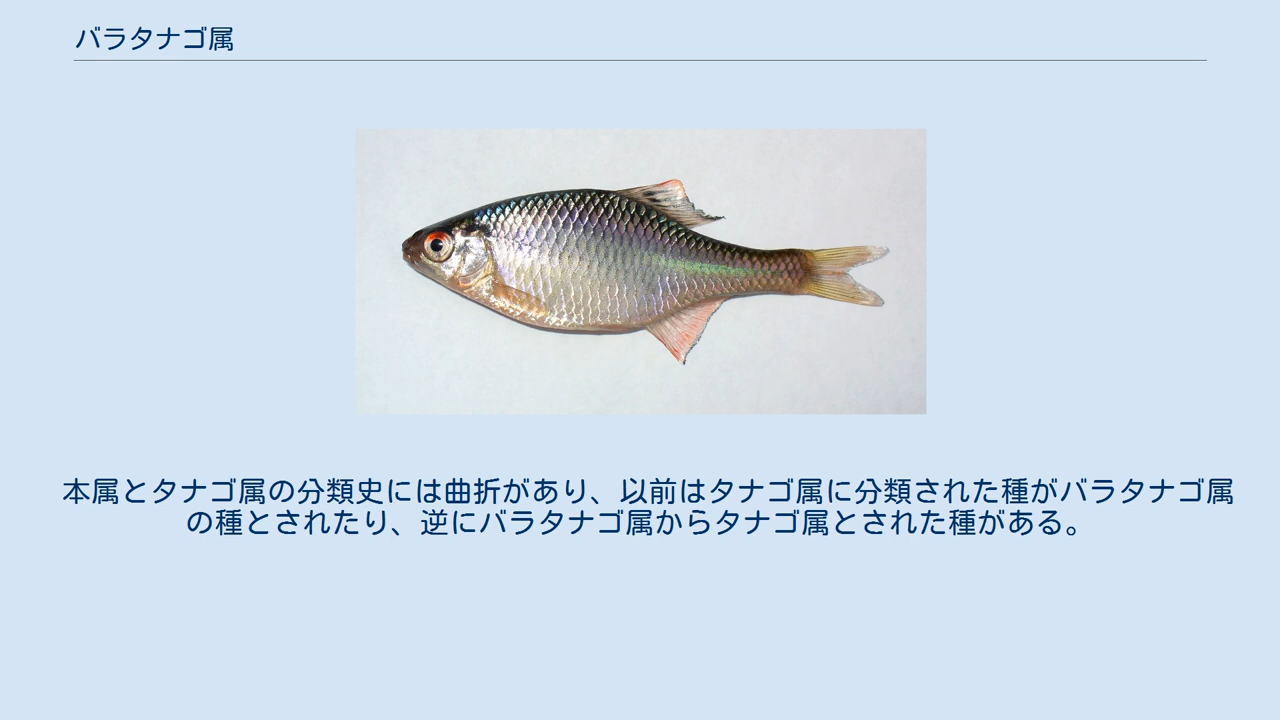 バラタナゴ属
本属とタナゴ属の分類史には曲折があり、以前はタナゴ属に分類された種がバラタナゴ属
の種とされたり、逆にバラタナゴ属からタナゴ属とされた種がある。